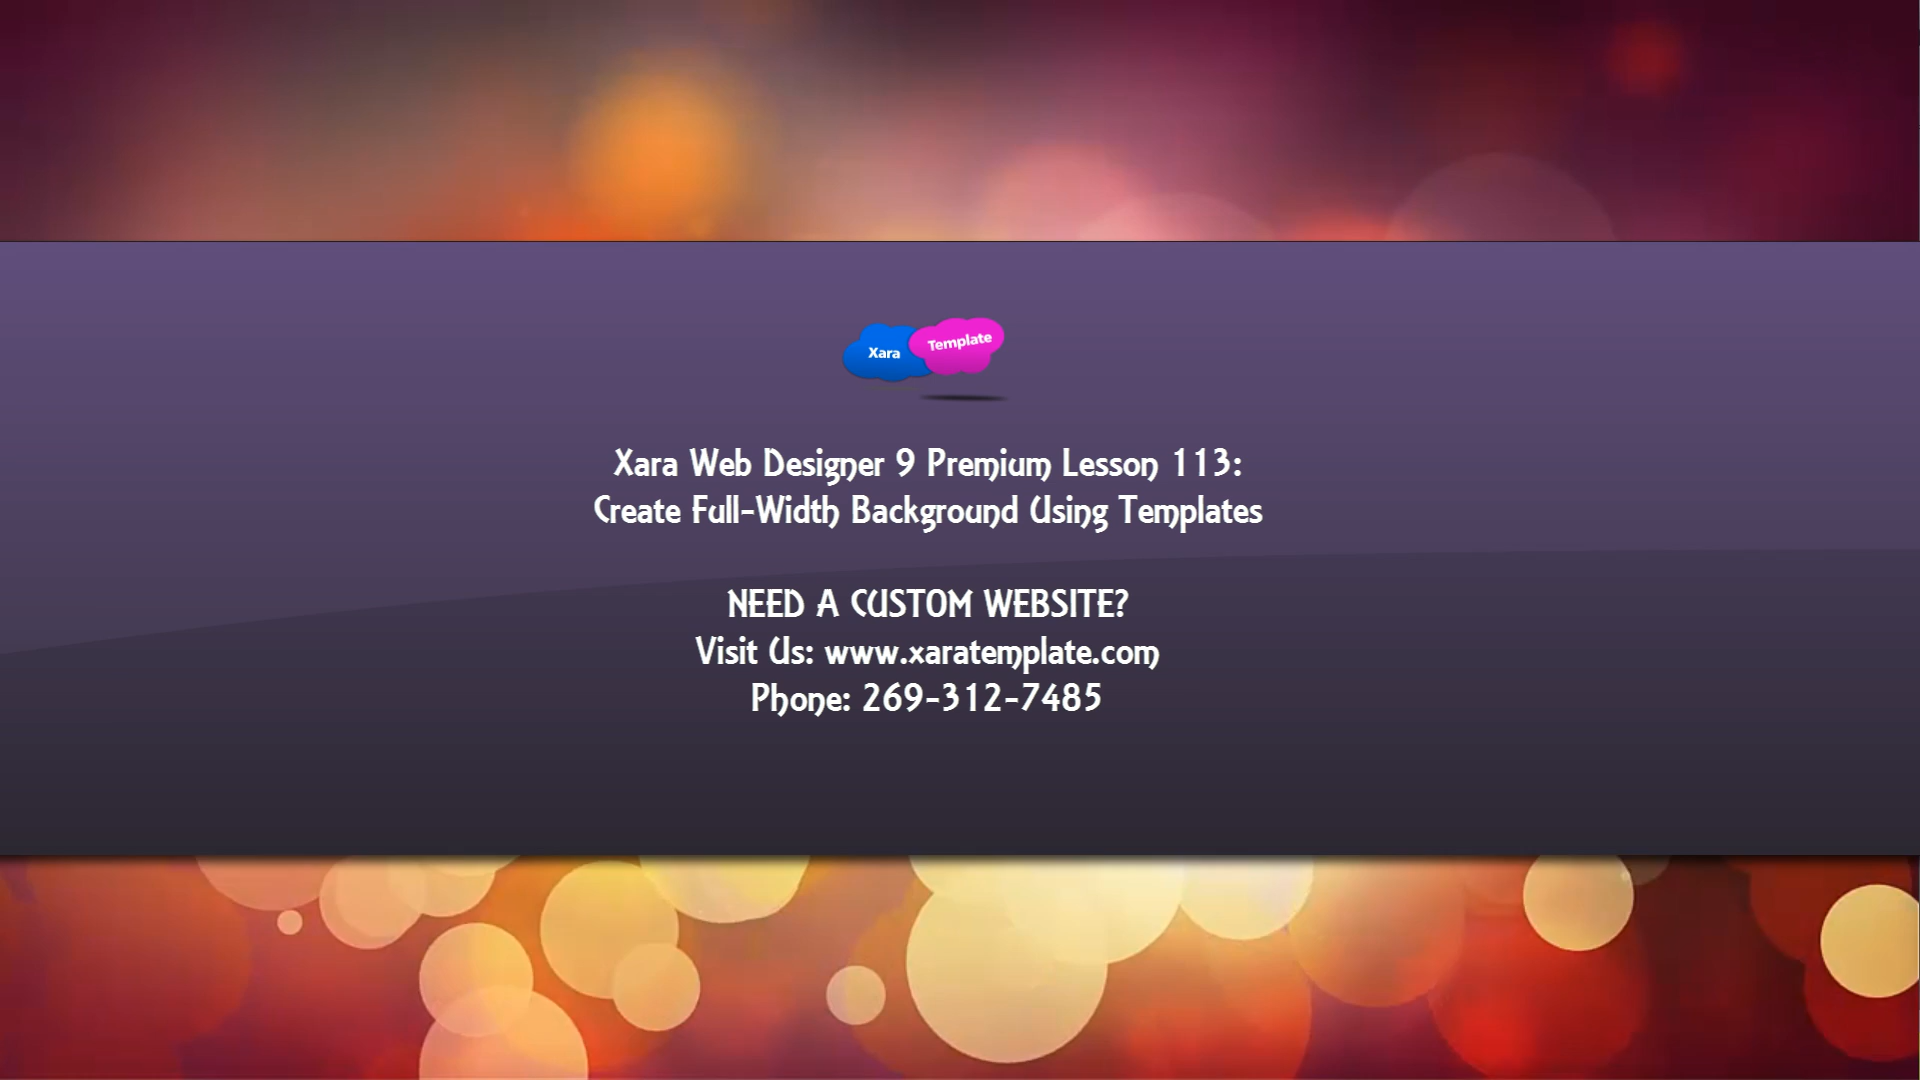 Xara Template
Xara Web Designer 9 Premium Lesson 113:
Create Full-Width Background Using Templates
NEED A CUSTOM WEBSITE?
Visit Us: www.xaratemplate.com
Phone: 269-312-7485